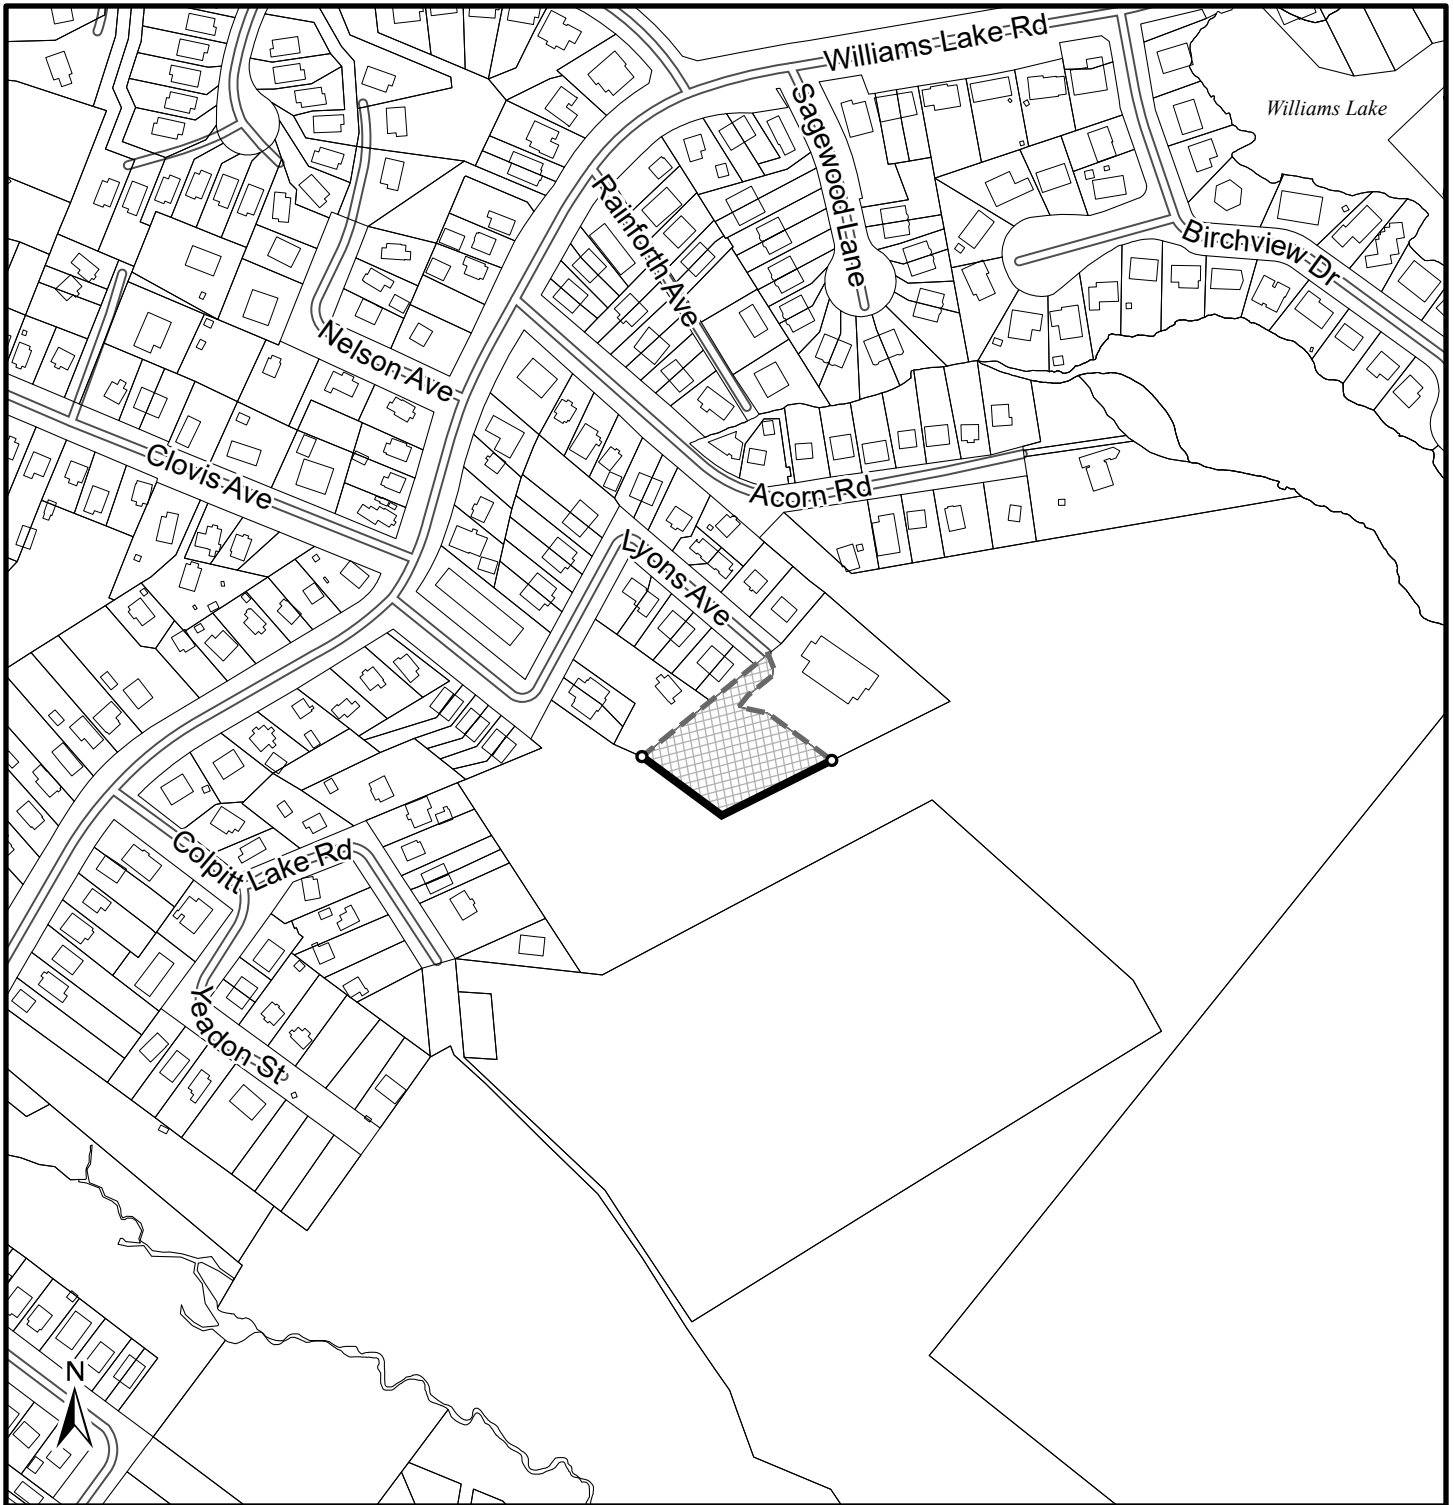 Williams Lake Rd
Williams Lake
Sagewood Lane
Rainforth Ave
Birchview Dr
Nelson Ave
Clovis Ave
Acorn Rd
Lyons Ave
Colpitt Lake Rd
Yeadon St
N